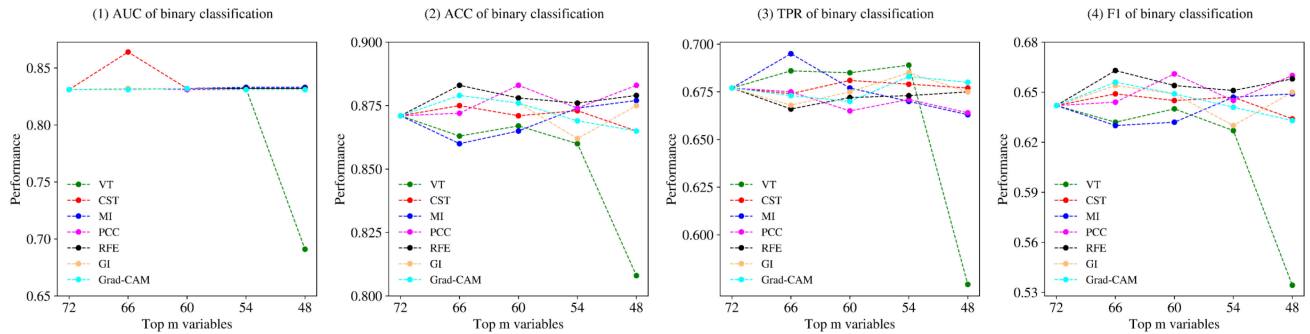 (1) AUC of binary classification
Performance
0.85
0.80
0.75
0.70
0.65
VT
CST
MI
PCC
RFE
GI
Grad-CAM
72 66 60 54 48
Top m variables
(2) ACC of binary classification
Performance
0.900
0.875
0.850
0.825
0.800
VT
CST
MI
PCC
RFE
GI
Grad-CAM
72 66 60 54 48
Top m variables
(3) TPR of binary classification
Performance
0.700
0.675
0.650
0.625
0.600
VT
CST
MI
PCC
RFE
GI
Grad-CAM
72 66 60 54 48
Top m variables
(4) F1 of binary classification
Performance
0.68
0.65
0.62
0.59
0.56
0.53
VT
CST
MI
PCC
RFE
GI
Grad-CAM
72 66 60 54 48
Top m variables